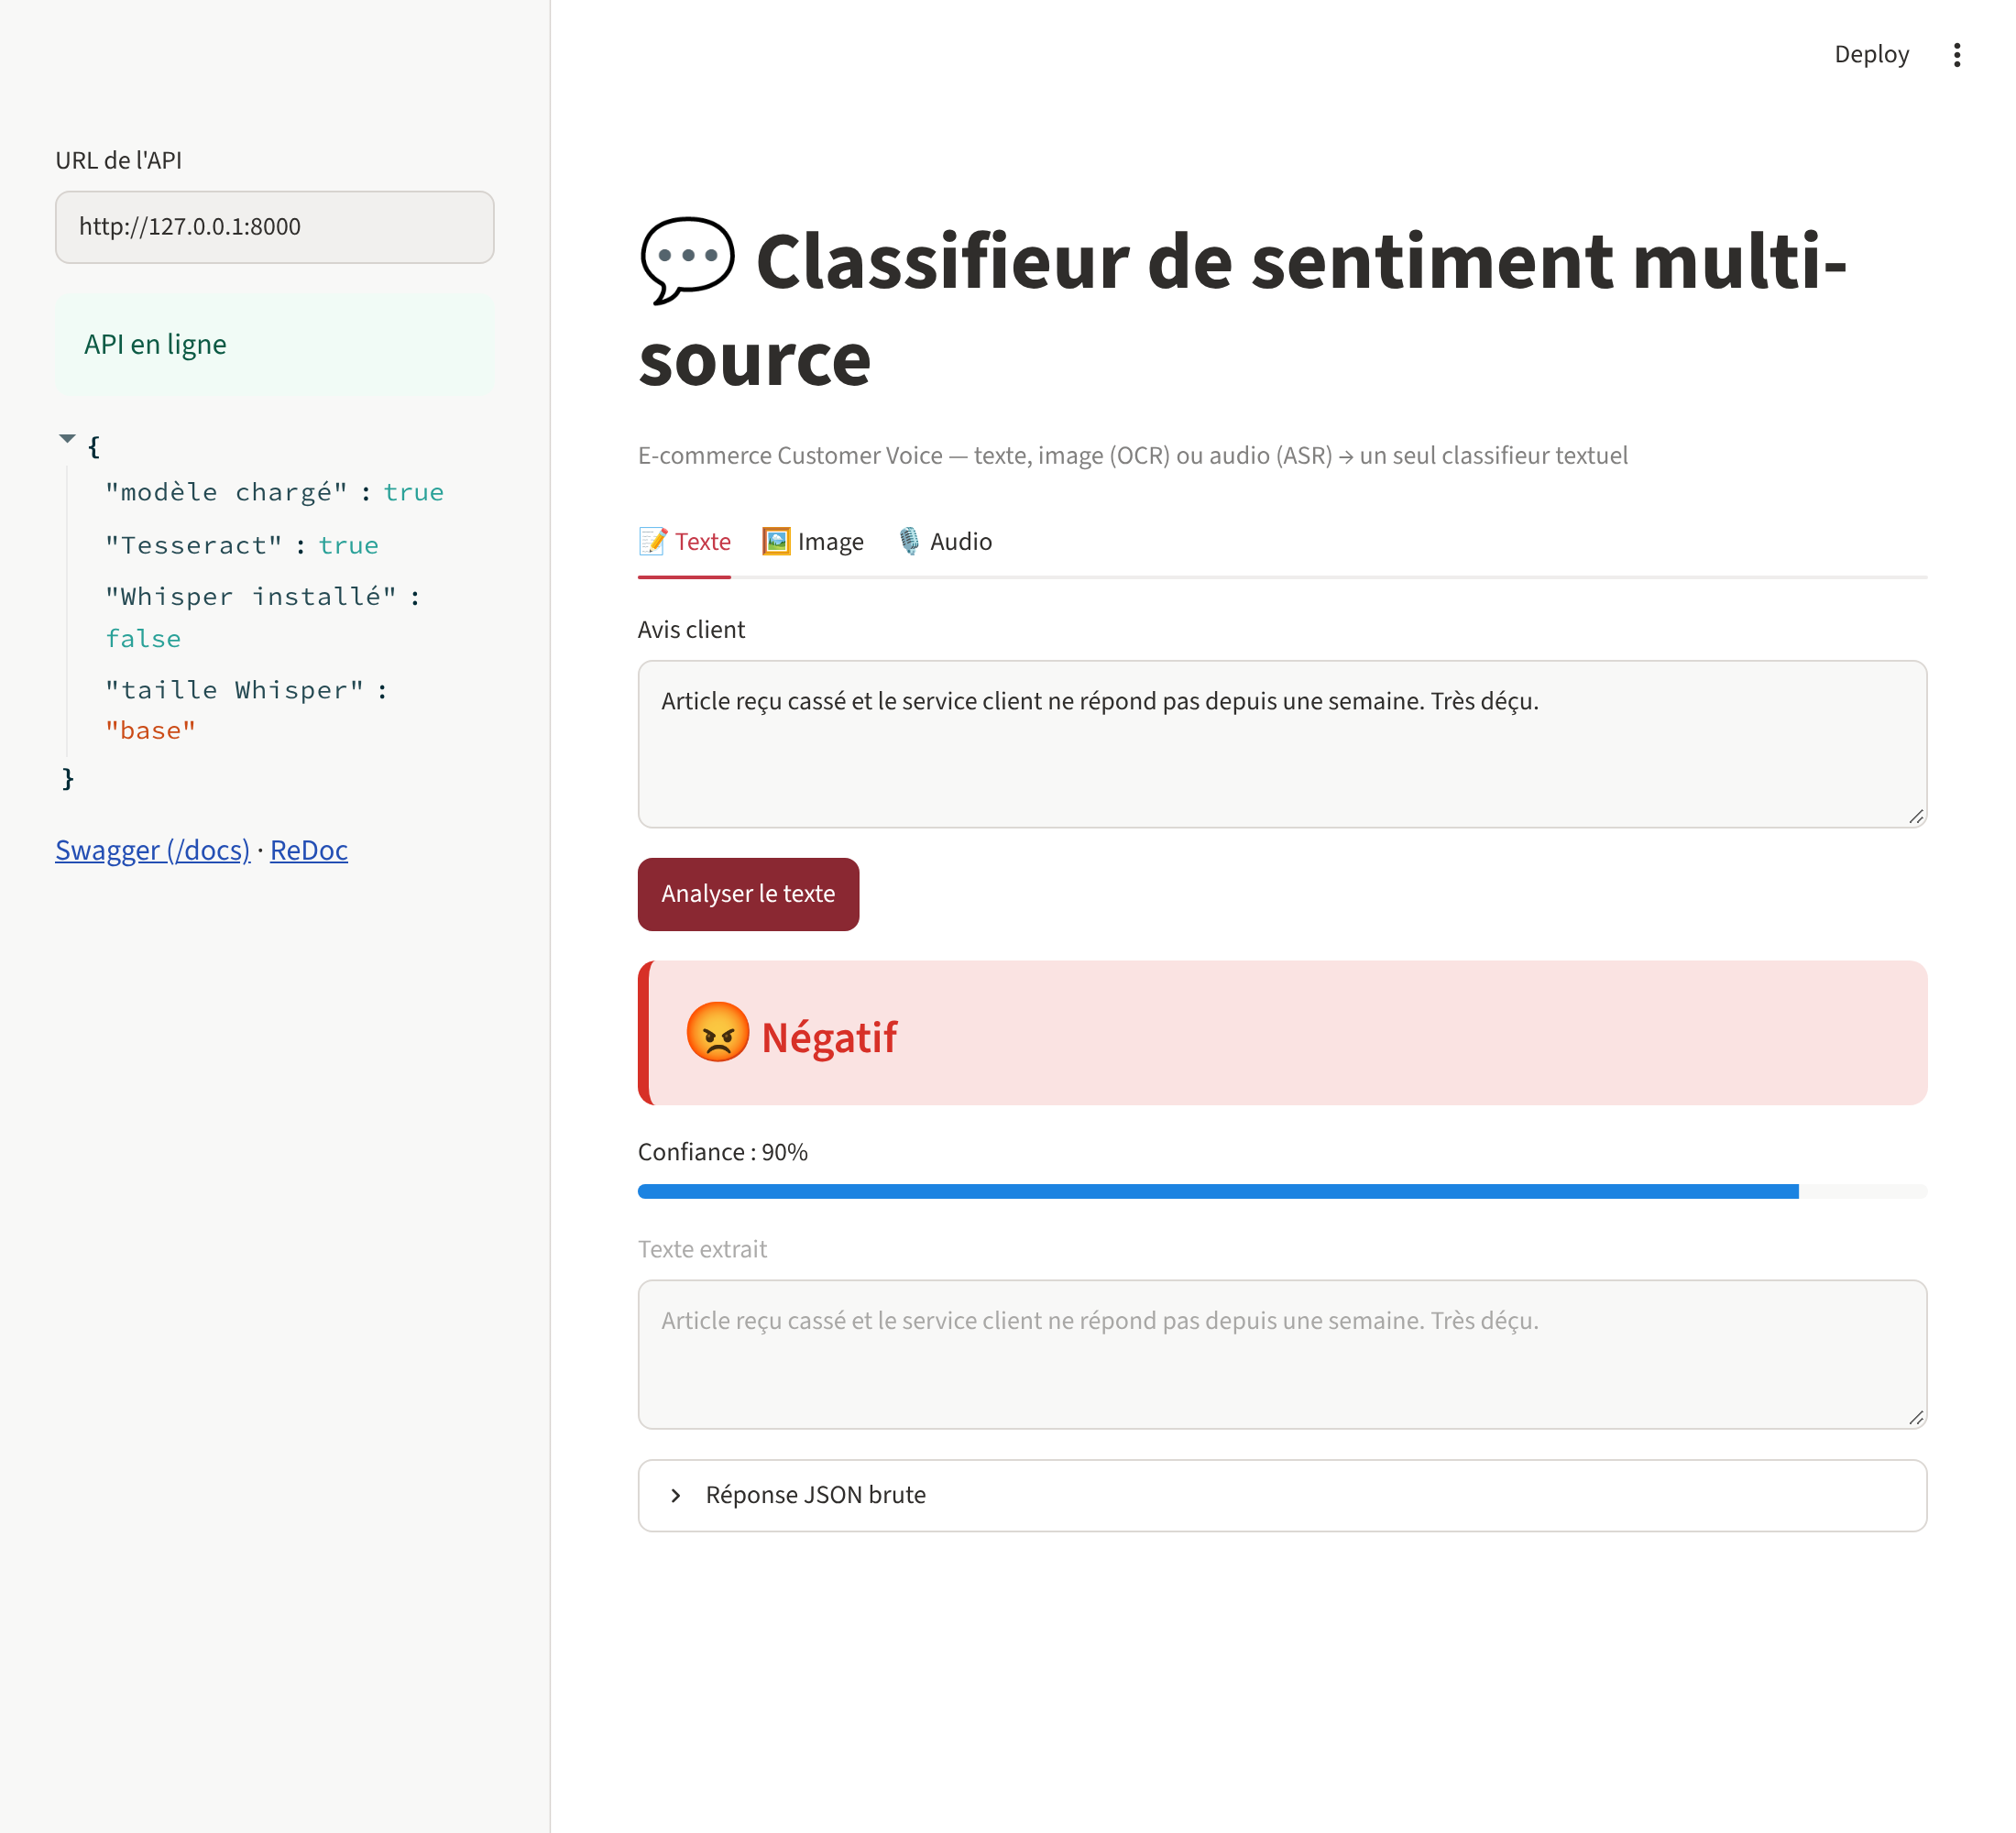 Deploy
URL de l'API
http://127.0.0.1:8000
API en ligne
{
"modèle chargé" : true
"Tesseract" : true
"Whisper installé" :
false
"taille Whisper" :
"base"
}
Swagger (/docs) · ReDoc
💬 Classifieur de sentiment multi-
source
E-commerce Customer Voice — texte, image (OCR) ou audio (ASR) → un seul classifieur textuel
📝 Texte 🖼️ Image 🎙️ Audio
Avis client
Article reçu cassé et le service client ne répond pas depuis une semaine. Très déçu.
Analyser le texte
😡 Négatif
Confiance : 90%
Texte extrait
Article reçu cassé et le service client ne répond pas depuis une semaine. Très déçu.
Réponse JSON brute